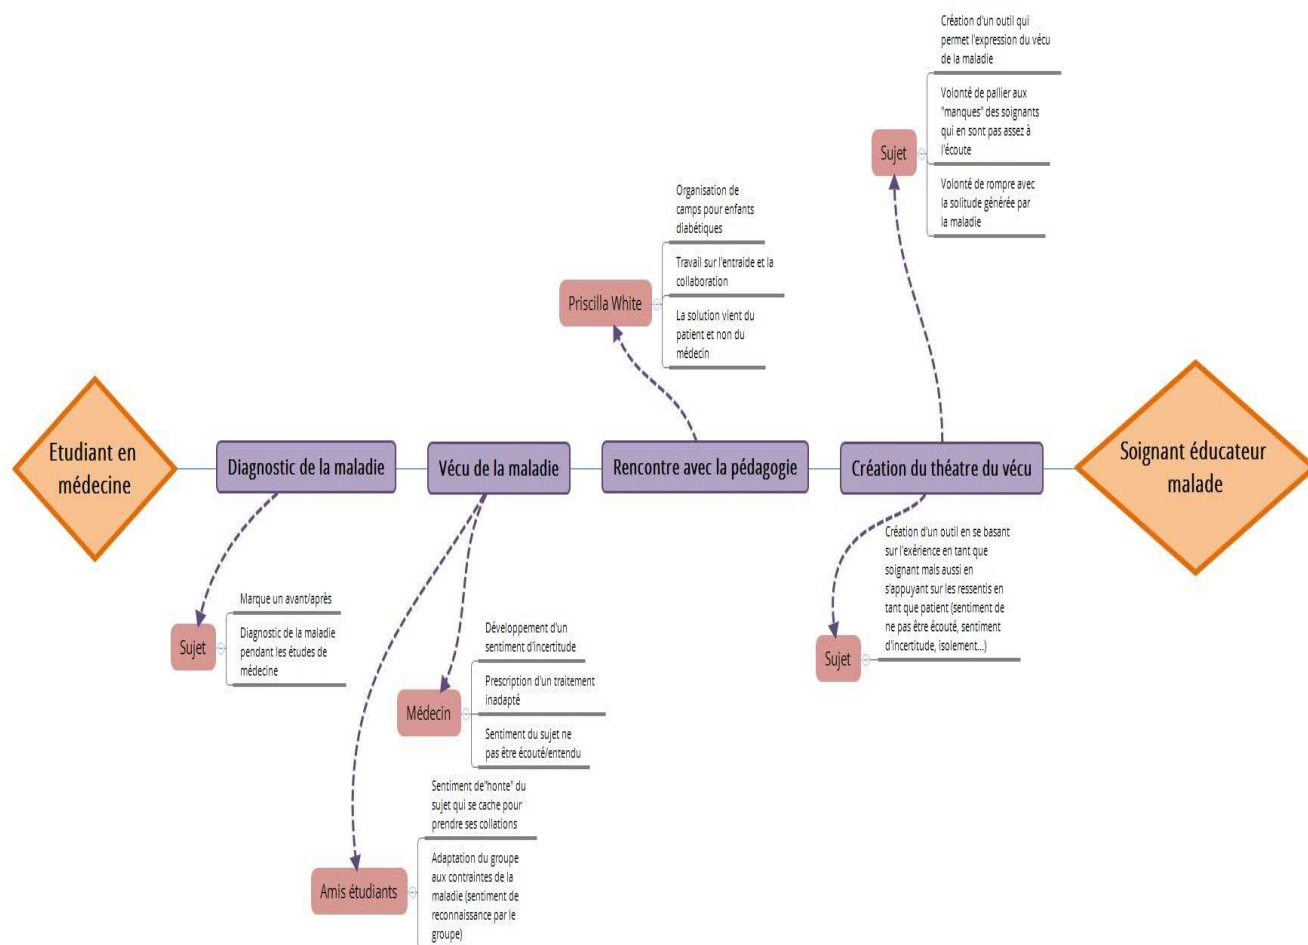 Création d'un outil qui
permet l'expression du vécu
de la maladie
Volonté de pallier aux
"manques" des soignants
qui en sont pas assez à
l'écoute
Sujet
Volonté de rompre avec
la solitude générée par
la maladie
Organisation de
camps pour enfants
diabétiques
Travail sur l'entraide et la
collaboration
Priscilla White
La solution vient du
patient et non du
médecin
Etudiant en
médecine
Diagnostic de la maladie
Vécu de la maladie
Rencontre avec la pédagogie
Création du théatre du vécu
Soignant éducateur
malade
Marque un avant/après
Sujet
Diagnostic de la maladie
pendant les études de
médecine
Développement d'un
sentiment d'incertitude
Prescription d'un traitement
inadapté
Médecin
Sentiment du sujet ne
pas être écouté/entendu
Création d'un outil en se basant
sur l'exérience en tant que
soignant mais aussi en
s'appuyant sur les ressentis en
tant que patient (sentiment de
ne pas être écouté, sentiment
d'incertitude, isolement...)
Sujet
Sentiment de"honte" du
sujet qui se cache pour
prendre ses collations
Amis étudiants
Adaptation du groupe
aux contraintes de la
maladie (sentiment de
reconnaissance par le
groupe)